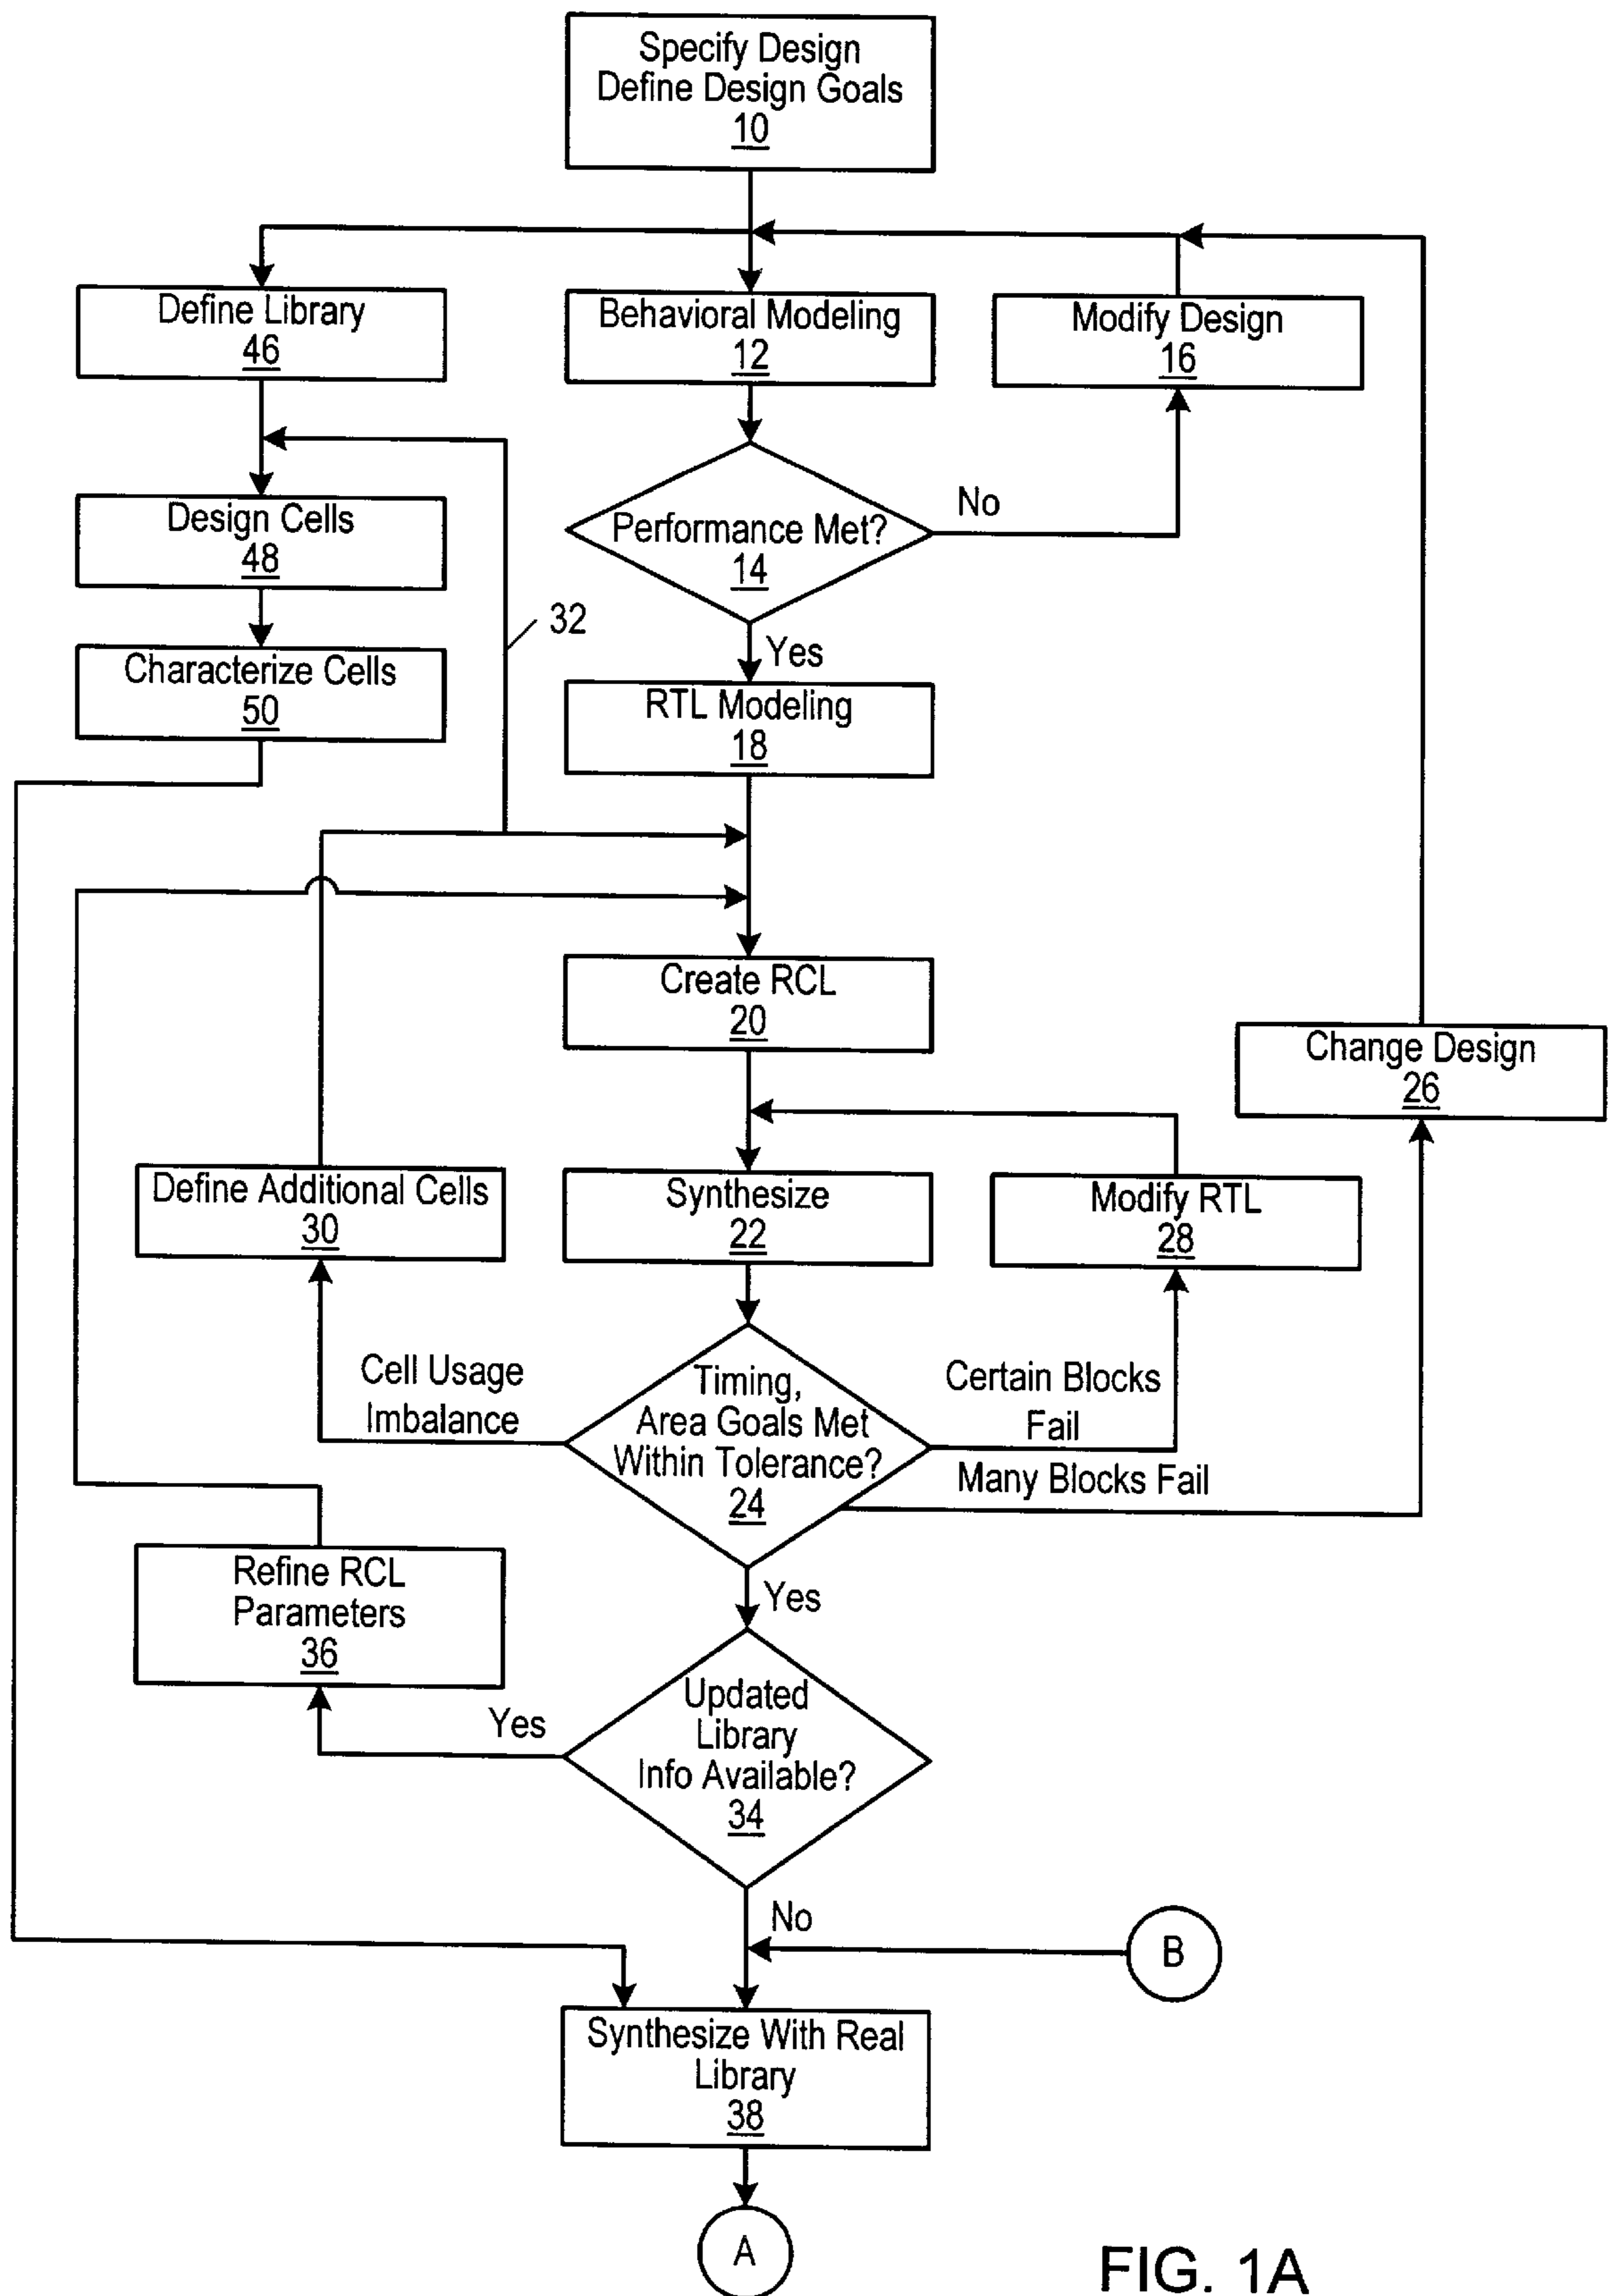 Specify Design
Define Design Goals
10
Define Library
46
Behavioral Modeling
12
Modify Design
16
Design Cells
48
Performance Met?
14
No
32
Yes
Characterize Cells
50
RTL Modeling
18
Create RCL
20
Change Design
26
Define Additional Cells
30
Synthesize
22
Modify RTL
28
Cell Usage
Imbalance
Timing,
Area Goals Met
Within Tolerance?
24
Certain Blocks
Fail
Many Blocks Fail
Yes
Refine RCL
Parameters
36
Yes
Updated
Library
Info Available?
34
No
B
Synthesize With Real
Library
38
A
FIG. 1A